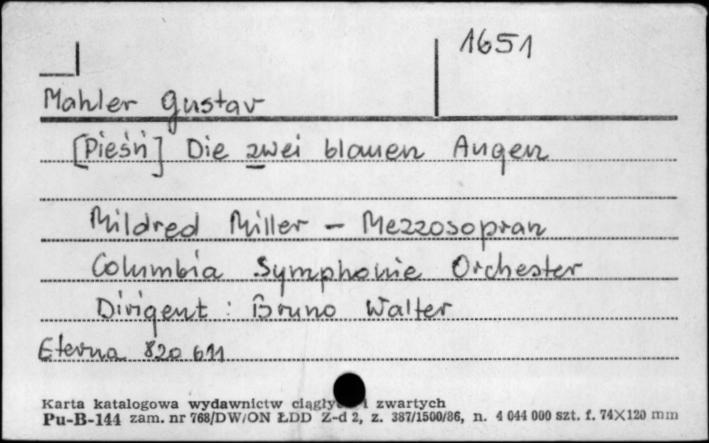 1651
Mahler Gustav
[Pieśń] Die zwei blauen Augen
Mildred Miller - Mezzosopran
Columbia Symphonie Orchester
Dirigent: Bruno Walter
Eterna 820 611
Karta katalogowa wydawnictw zwartych
Pu-B-144 zam. nr 768/DW/ON ŁDD Z-d 2, z. 387/1500/86, n. 4 044 000 szt. f. 74×120 mm